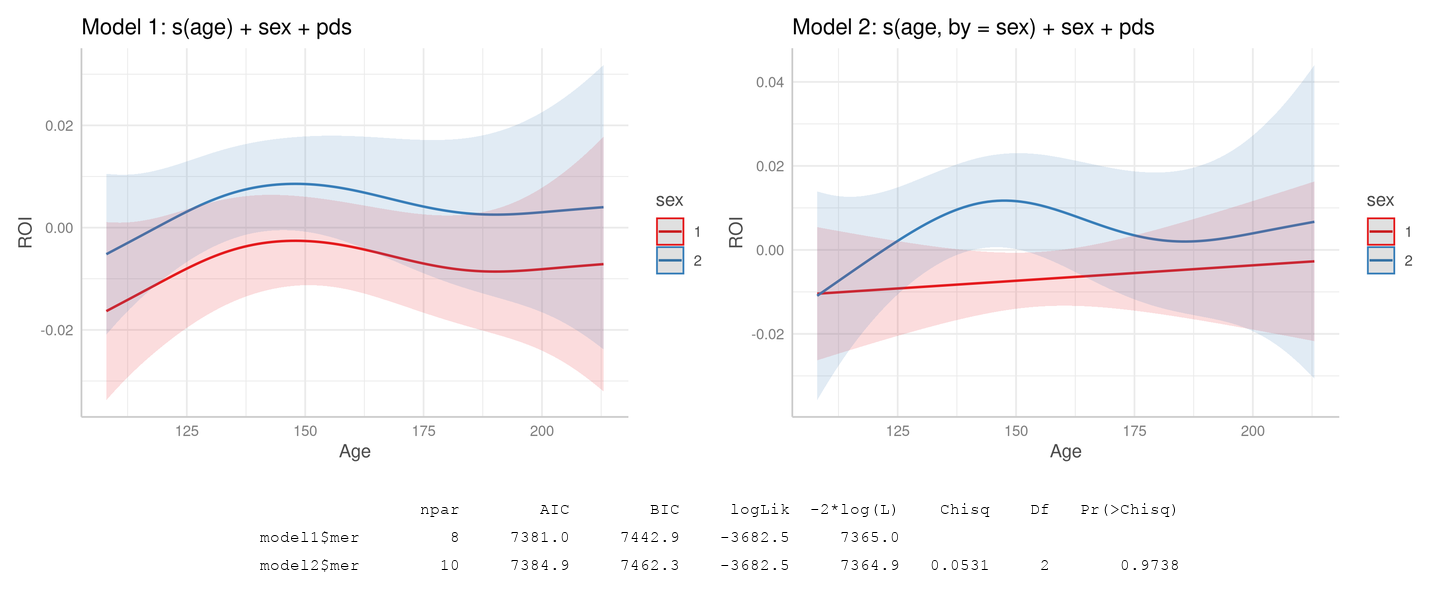 Model 1: s(age) + sex + pds
ROI
0.02
0.00
-0.02
125 150 175 200
Age
sex
1
2
Model 2: s(age, by = sex) + sex + pds
ROI
0.04
0.02
0.00
-0.02
125 150 175 200
Age
sex
1
2
npar AIC BIC logLik -2*log(L) Chisq Df Pr(>Chisq)
model1$mer 8 7381.0 7442.9 -3682.5 7365.0
model2$mer 10 7384.9 7462.3 -3682.5 7364.9 0.0531 2 0.9738